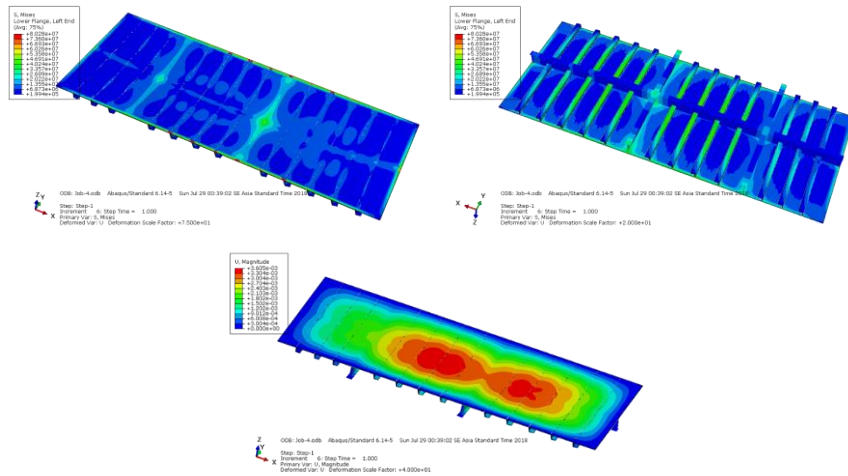 S, Mises
Lower Flange, Left End
(Avg: 75%)
+8.028e+07
+7.360e+07
+6.693e+07
+6.026e+07
+5.358e+07
+4.691e+07
+4.024e+07
+3.357e+07
+2.689e+07
+2.022e+07
+1.355e+07
+6.873e+06
+1.994e+05
ODB: Job-4.odb Abaqus/Standard 6.14-5 Sun Jul 29 00:39:02 SE Asia Standard Time 2018
Z
Y
X
Step: Step-1
Increment 6: Step Time = 1.000
Primary Var: S, Mises
Deformed Var: U Deformation Scale Factor: +7.500e+01
S, Mises
Lower Flange, Left End
(Avg: 75%)
+8.028e+07
+7.360e+07
+6.693e+07
+6.026e+07
+5.358e+07
+4.691e+07
+4.024e+07
+3.357e+07
+2.689e+07
+2.022e+07
+1.355e+07
+6.873e+06
+1.994e+05
ODB: Job-4.odb Abaqus/Standard 6.14-5 Sun Jul 29 00:39:02 SE Asia Standard Time 2018
X
Y
Z
Step: Step-1
Increment 6: Step Time = 1.000
Primary Var: S, Mises
Deformed Var: U Deformation Scale Factor: +2.000e+01
U, Magnitude
+3.605e-03
+3.304e-03
+3.004e-03
+2.704e-03
+2.403e-03
+2.103e-03
+1.802e-03
+1.502e-03
+1.202e-03
+9.012e-04
+6.008e-04
+3.004e-04
+0.000e+00
ODB: Job-4.odb Abaqus/Standard 6.14-5 Sun Jul 29 00:39:02 SE Asia Standard Time 2018
Z
Y
X
Step: Step-1
Increment 6: Step Time = 1.000
Primary Var: U, Magnitude
Deformed Var: U Deformation Scale Factor: +4.000e+01